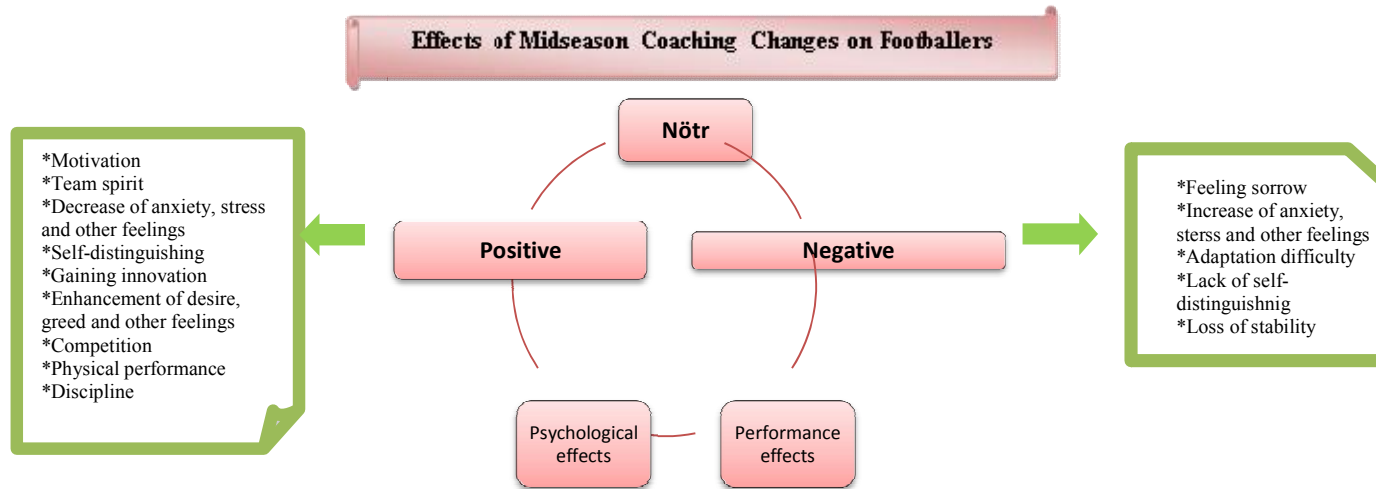 Effects of Midseason Coaching Changes on Footballers
Nötr
*Motivation
*Team spirit
*Decrease of anxiety, stress
and other feelings
*Self-distinguishing
*Gaining innovation
*Enhancement of desire,
greed and other feelings
*Competition
*Physical performance
*Discipline
Positive
Negative
*Feeling sorrow
*Increase of anxiety,
sterss and other feelings
*Adaptation difficulty
*Lack of self-
distinguishnig
*Loss of stability
Psychological
effects
Performance
effects